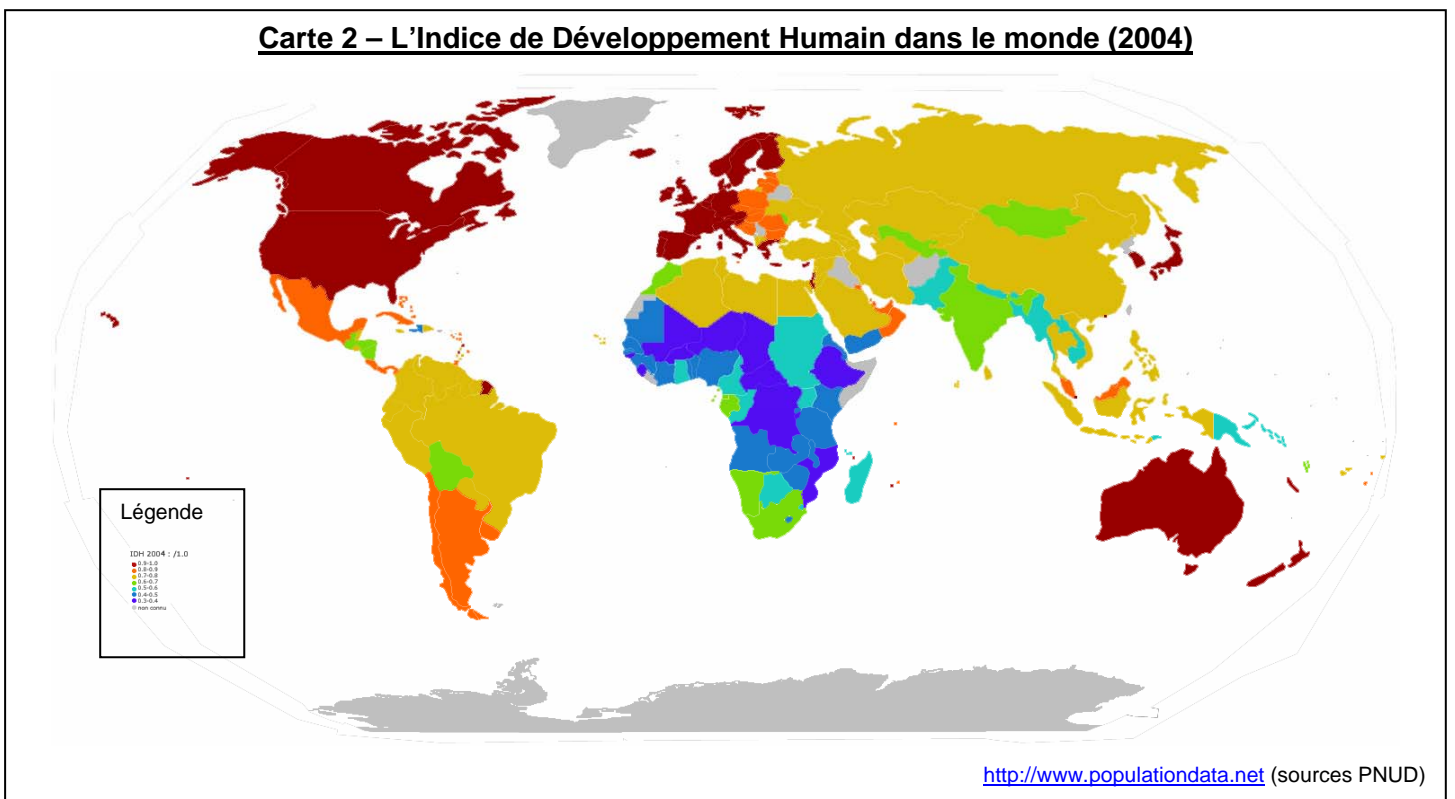 Carte 2 – L'Indice de Développement Humain dans le monde (2004)
Légende
IDH 2004 : /1.0
0.9-1.0
0.8-0.9
0.7-0.8
0.6-0.7
0.5-0.6
0.4-0.5
0.3-0.4
non connu
http://www.populationdata.net (sources PNUD)